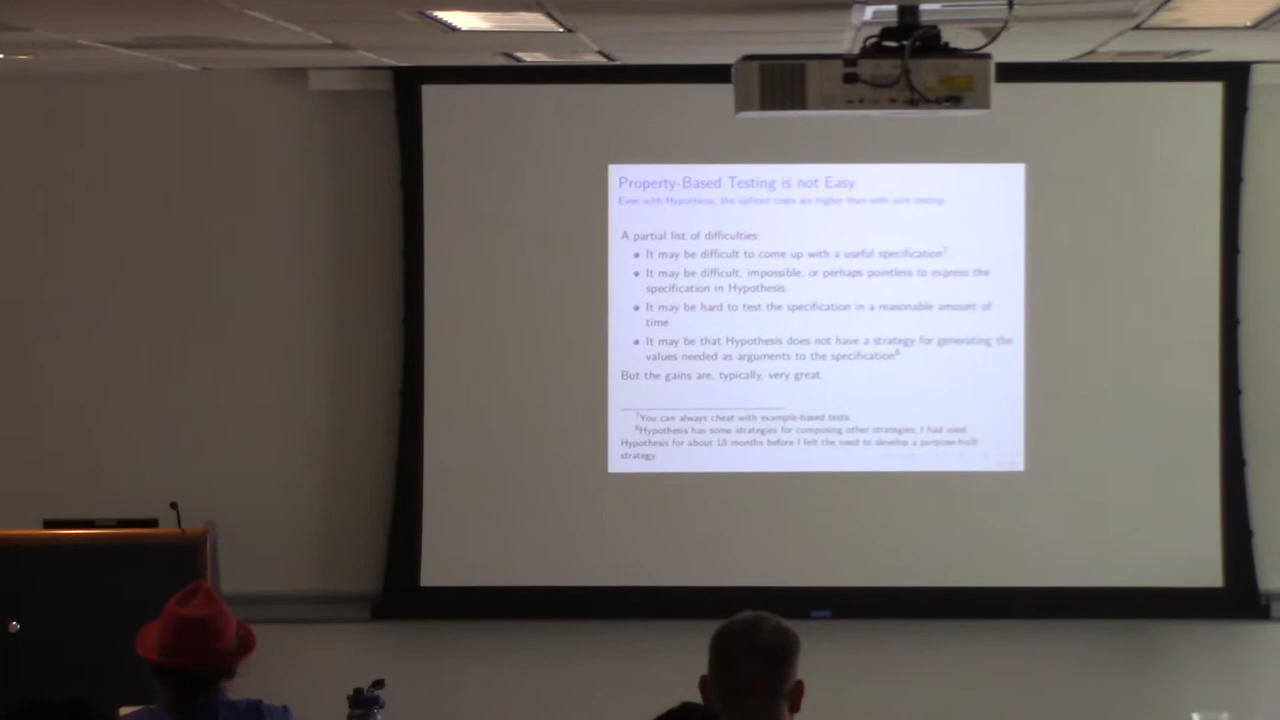 Property-Based Testing is not Easy
Even with Hypothesis, the upfront costs are higher than with unit testing.
A partial list of difficulties:
• It may be difficult to come up with a useful specification⁷.
• It may be difficult, impossible, or perhaps pointless to express the
specification in Hypothesis.
• It may be hard to test the specification in a reasonable amount of
time.
• It may be that Hypothesis does not have a strategy for generating the
values needed as arguments to the specification⁸
But the gains are, typically, very great.
⁷You can always cheat with example-based tests.
⁸Hypothesis has some strategies for composing other strategies; I had used
Hypothesis for about 18 months before I felt the need to develop a purpose-built
strategy.